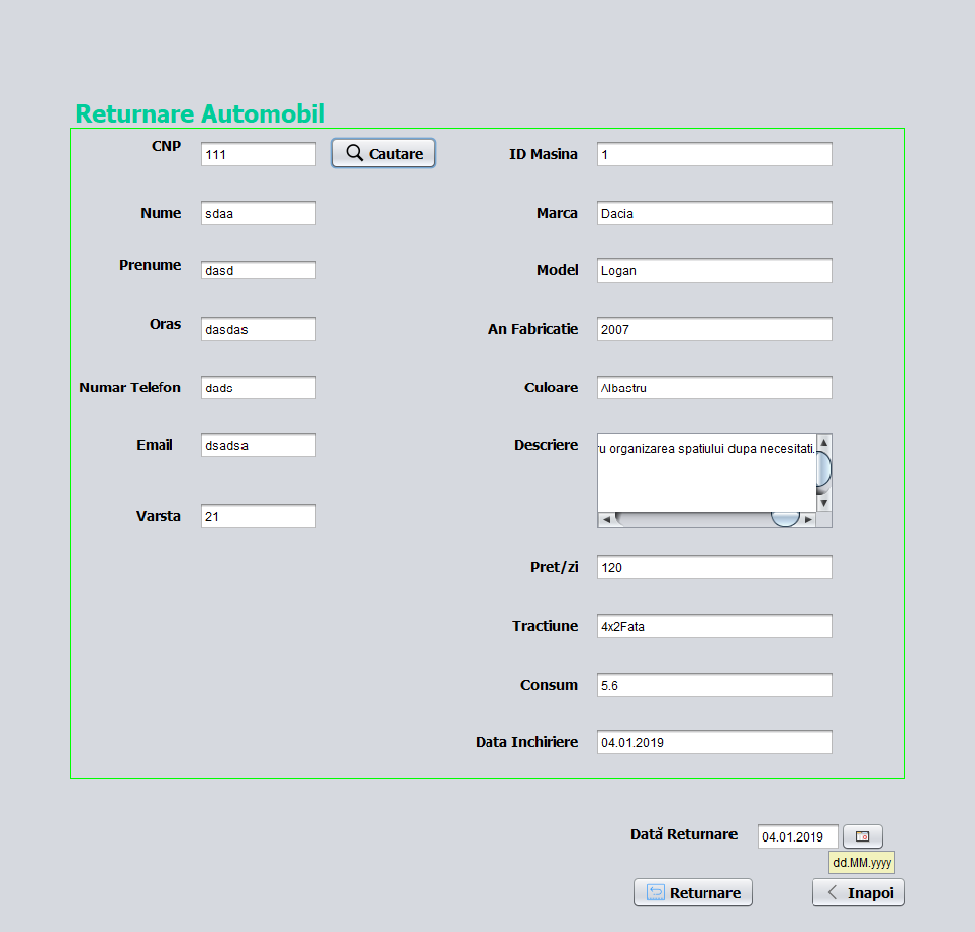 Returnare Automobil
CNP 111 Cautare
Nume sdaa
Prenume dasd
Oras dasdas
Numar Telefon dads
Email dsadsa
Varsta 21
ID Masina 1
Marca Dacia
Model Logan
An Fabricatie 2007
Culoare Albastru
Descriere ru organizarea spatiului dupa necesitati.
Pret/zi 120
Tractiune 4x2Fata
Consum 5.6
Data Inchiriere 04.01.2019
Dată Returnare 04.01.2019
dd.MM.yyyy
Returnare Inapoi